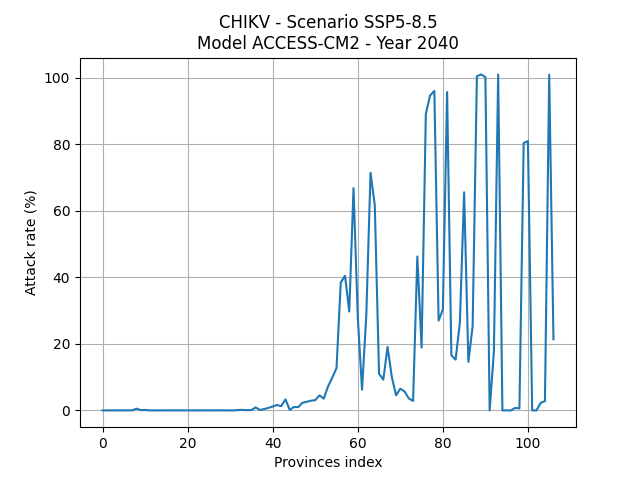 CHIKV - Scenario SSP5-8.5
Model ACCESS-CM2 - Year 2040
100
80
60
40
20
0
Attack rate (%)
0 20 40 60 80 100
Provinces index